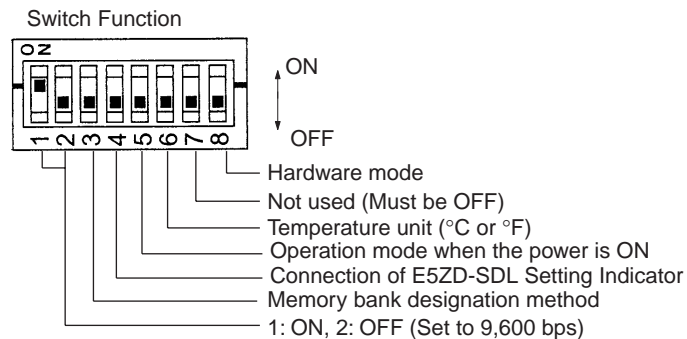 Switch Function
ON
ON
OFF
1 2 3 4 5 6 7 8
Hardware mode
Not used (Must be OFF)
Temperature unit (°C or °F)
Operation mode when the power is ON
Connection of E5ZD-SDL Setting Indicator
Memory bank designation method
1: ON, 2: OFF (Set to 9,600 bps)